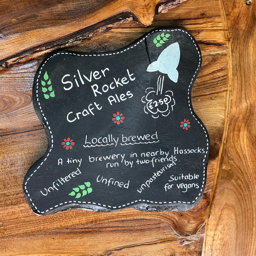 Silver
Rocket
Craft Ales
£2.50
Locally brewed
A tiny brewery in nearby Hassocks,
run by two friends
Unfiltered
Unfined
unpasteurised
Suitable
for vegans